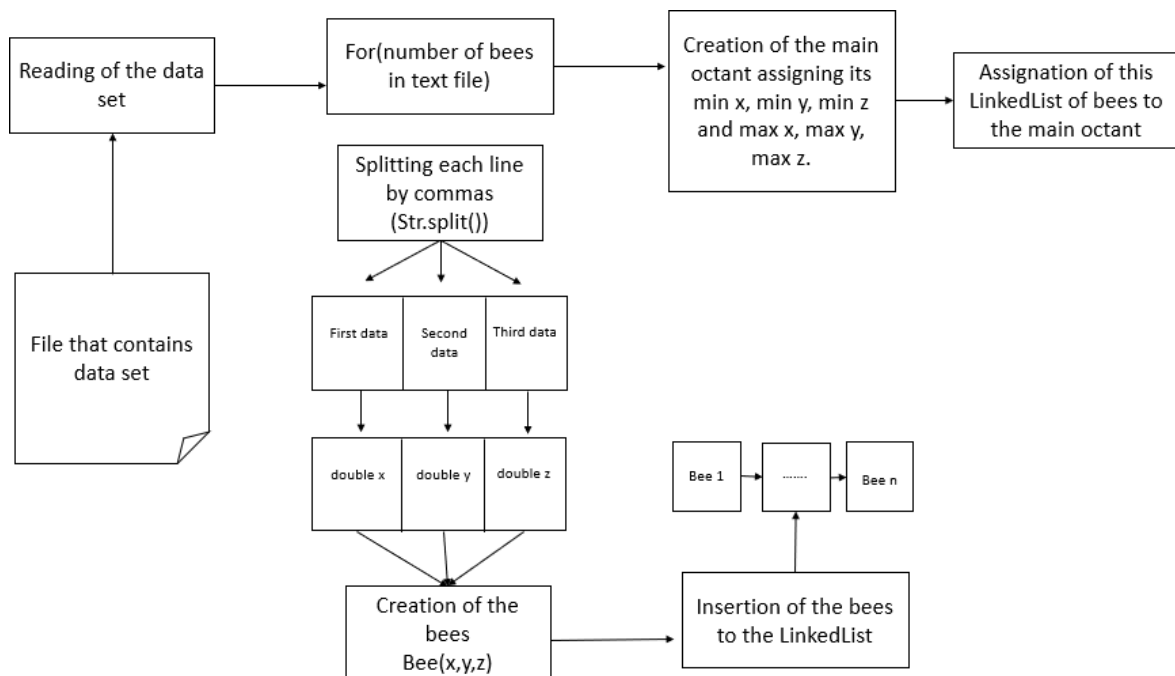 Reading of the data
set
For(number of bees
in text file)
Creation of the main
octant assigning its
min x, min y, min z
and max x, max y,
max z.
Assignation of this
LinkedList of bees to
the main octant
Splitting each line
by commas
(Str.split())
File that contains
data set
First data
Second
data
Third data
double x
double y
double z
Bee 1
.......
Bee n
Creation of the
bees
Bee(x,y,z)
Insertion of the bees
to the LinkedList